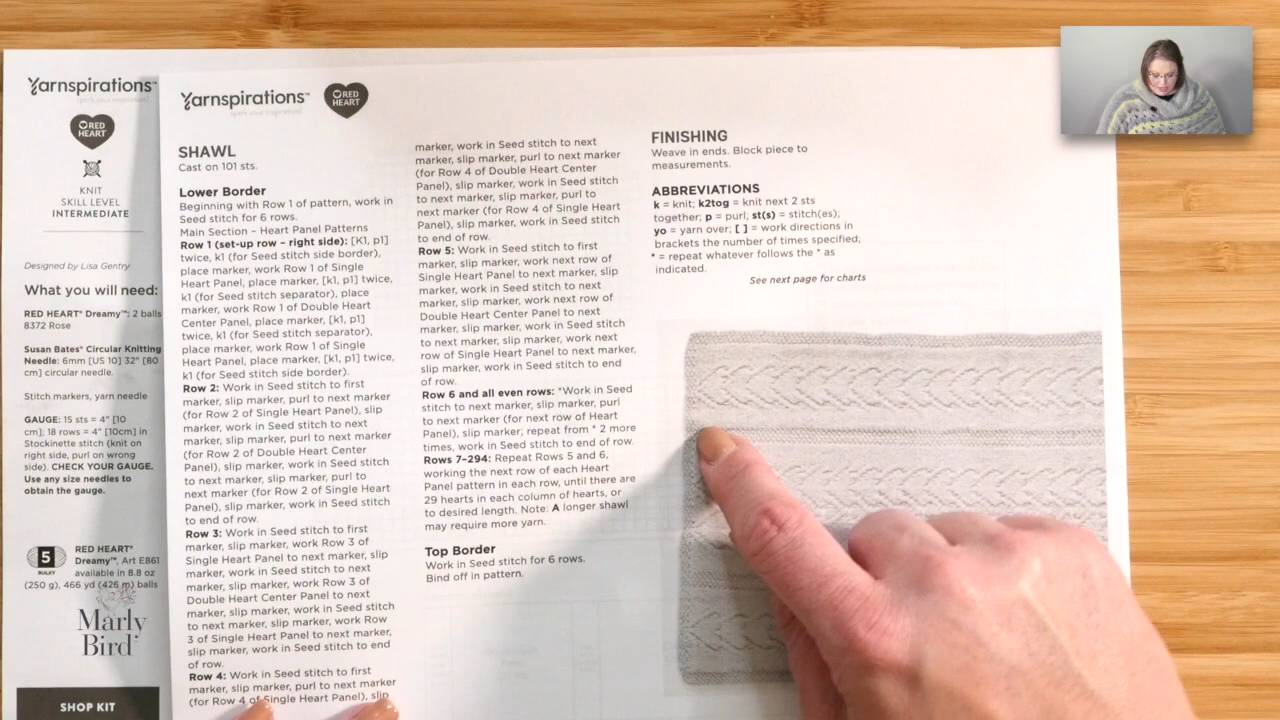 Yarnspirations™
spark your inspiration!
RED
HEART
KNIT
SKILL LEVEL
INTERMEDIATE
Designed by Lisa Gentry
What you will need:
RED HEART® Dreamy™: 2 balls
8372 Rose
Susan Bates® Circular Knitting
Needle: 6mm [US 10] 32" [80
cm] circular needle.
Stitch markers, yarn needle
GAUGE: 15 sts = 4" [10
cm]; 18 rows = 4" [10cm] in
Stockinette stitch (knit on
right side, purl on wrong
side). CHECK YOUR GAUGE.
Use any size needles to
obtain the gauge.
5
BULKY
RED HEART®
Dreamy™, Art E861
available in 8.8 oz
(250 g), 466 yd (426 m) balls
Marly
Bird®
SHOP KIT
Yarnspirations™
spark your inspiration!
RED
HEART
SHAWL
Cast on 101 sts.
Lower Border
Beginning with Row 1 of pattern, work in
Seed stitch for 6 rows.
Main Section – Heart Panel Patterns
Row 1 (set-up row – right side): [K1, p1]
twice, k1 (for Seed stitch side border),
place marker, work Row 1 of Single
Heart Panel, place marker, [k1, p1] twice,
k1 (for Seed stitch separator), place
marker, work Row 1 of Double Heart
Center Panel, place marker, [k1, p1]
twice, k1 (for Seed stitch separator),
place marker, work Row 1 of Single
Heart Panel, place marker, [k1, p1] twice,
k1 (for Seed stitch side border).
Row 2: Work in Seed stitch to first
marker, slip marker, purl to next marker
(for Row 2 of Single Heart Panel), slip
marker, work in Seed stitch to next
marker, slip marker, purl to next marker
(for Row 2 of Double Heart Center
Panel), slip marker, work in Seed stitch
to next marker, slip marker, purl to
next marker (for Row 2 of Single Heart
Panel), slip marker, work in Seed stitch
to end of row.
Row 3: Work in Seed stitch to first
marker, slip marker, work Row 3 of
Single Heart Panel to next marker, slip
marker, work in Seed stitch to next
marker, slip marker, work Row 3 of
Double Heart Center Panel to next
marker, slip marker, work in Seed stitch
to next marker, slip marker, work Row
3 of Single Heart Panel to next marker,
slip marker, work in Seed stitch to end
of row.
Row 4: Work in Seed stitch to first
marker, slip marker, purl to next marker
(for Row 4 of Single Heart Panel), slip
marker, work in Seed stitch to next
marker, slip marker, purl to next marker
(for Row 4 of Double Heart Center
Panel), slip marker, work in Seed stitch
to next marker, slip marker, purl to
next marker (for Row 4 of Single Heart
Panel), slip marker, work in Seed stitch
to end of row.
Row 5: Work in Seed stitch to first
marker, slip marker, work next row of
Single Heart Panel to next marker, slip
marker, work in Seed stitch to next
marker, slip marker, work next row of
Double Heart Center Panel to next
marker, slip marker, work in Seed stitch
to next marker, slip marker, work next
row of Single Heart Panel to next marker,
slip marker, work in Seed stitch to end
of row.
Row 6 and all even rows: *Work in Seed
stitch to next marker, slip marker, purl
to next marker (for next row of Heart
Panel), slip marker; repeat from * 2 more
times, work in Seed stitch to end of row.
Rows 7–294: Repeat Rows 5 and 6,
working the next row of each Heart
Panel pattern in each row, until there are
29 hearts in each column of hearts, or
to desired length. Note: A longer shawl
may require more yarn.
Top Border
Work in Seed stitch for 6 rows.
Bind off in pattern.
FINISHING
Weave in ends. Block piece to
measurements.
ABBREVIATIONS
k = knit; k2tog = knit next 2 sts
together; p = purl; st(s) = stitch(es);
yo = yarn over; [ ] = work directions in
brackets the number of times specified;
* = repeat whatever follows the * as
indicated.
See next page for charts